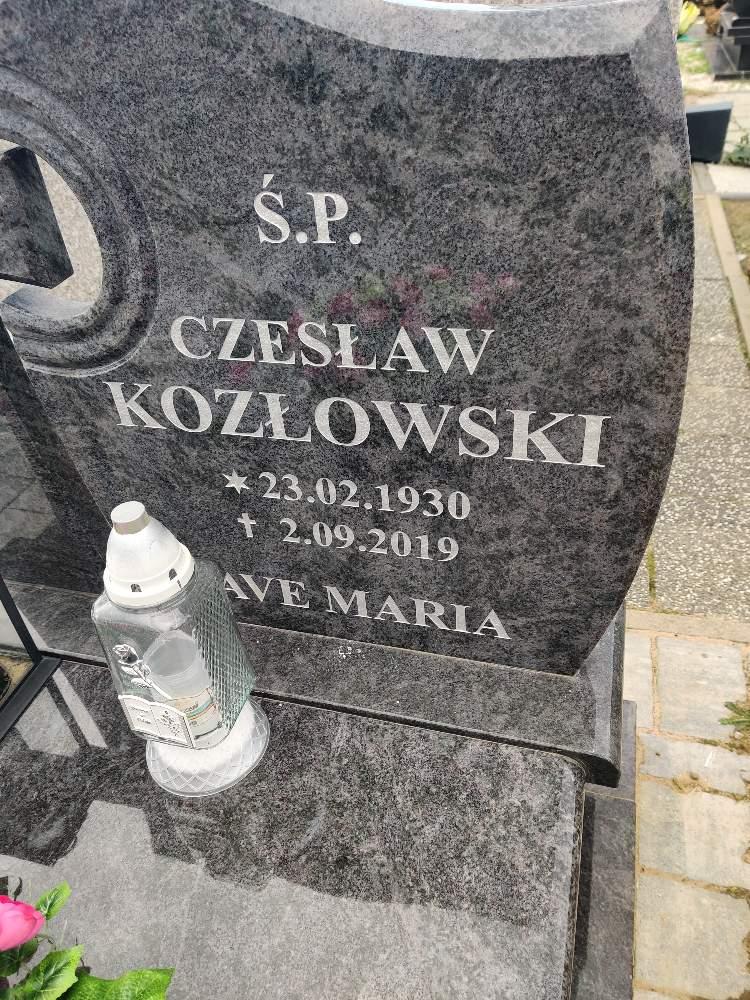 Ś.P.
CZESŁAW
KOZŁOWSKI
★ 23.02.1930
✝ 2.09.2019
AVE MARIA